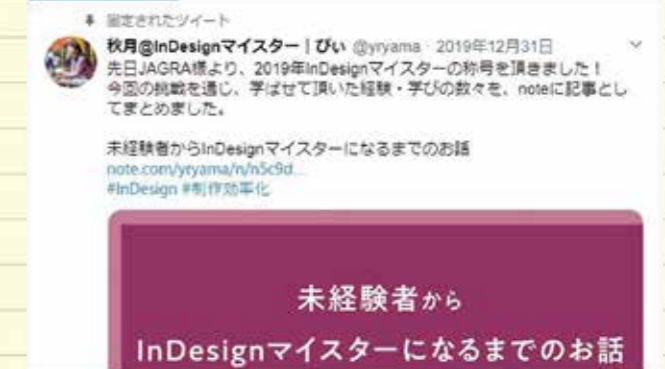 固定されたツイート
秋月@InDesignマイスター｜びい @yryama · 2019年12月31日
先日JAGRA様より、2019年InDesignマイスターの称号を頂きました！
今回の挑戦を通じ、学ばせて頂いた経験・学びの数々を、noteに記事とし
てまとめました。
未経験者からInDesignマイスターになるまでのお話
note.com/yryama/n/n5c9d...
#InDesign #制作効率化
未経験者から
InDesignマイスターになるまでのお話